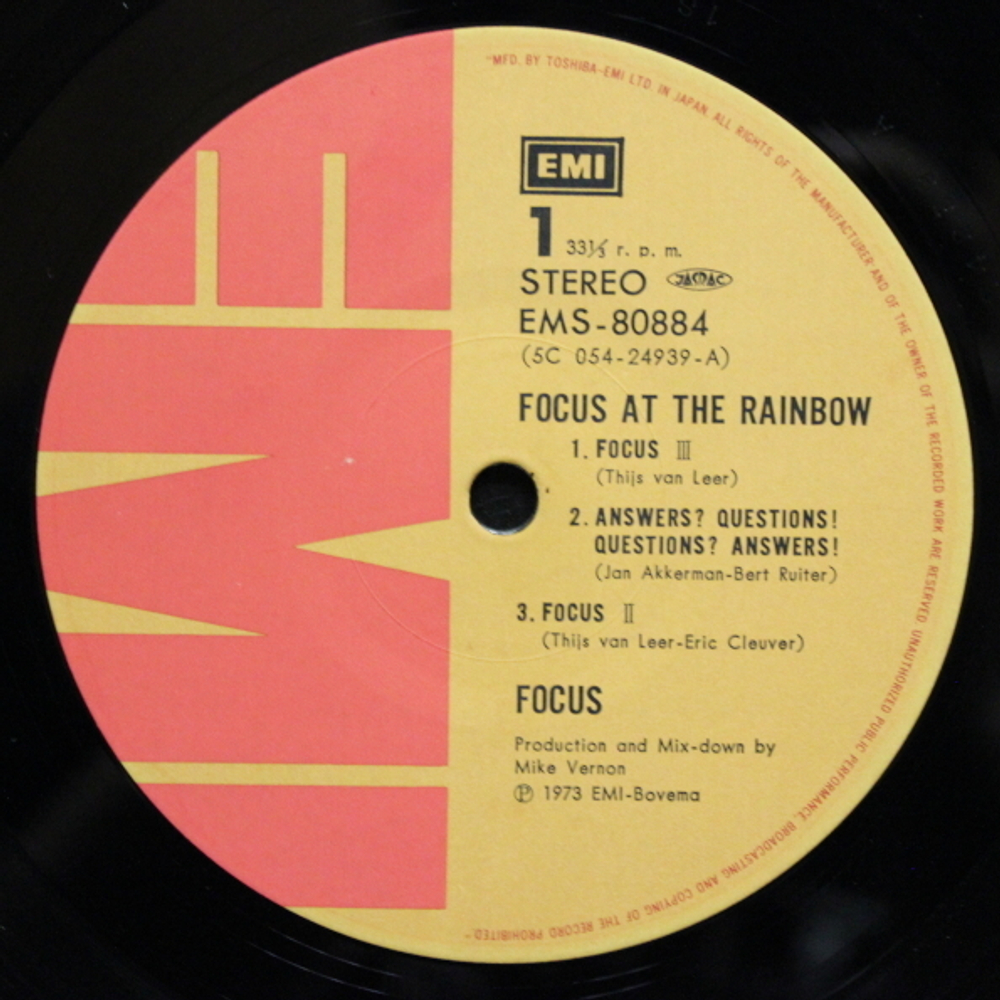 "MFD. BY TOSHIBA-EMI LTD. IN JAPAN. ALL RIGHTS OF THE MANUFACTURER AND OF THE OWNER OF THE RECORDED WORK ARE RESERVED. UNAUTHORIZED PUBLIC PERFORMANCE, BROADCASTING AND COPYING OF THE RECORD PROHIBITED."
EMI
EMI
1 33⅓ r. p. m.
STEREO JASRAC
EMS-80884
(5C 054-24939-A)
FOCUS AT THE RAINBOW
1. FOCUS Ⅲ
(Thijs van Leer)
2. ANSWERS? QUESTIONS!
QUESTIONS? ANSWERS!
(Jan Akkerman-Bert Ruiter)
3. FOCUS Ⅱ
(Thijs van Leer-Eric Cleuver)
FOCUS
Production and Mix-down by
Mike Vernon
Ⓟ 1973 EMI-Bovema